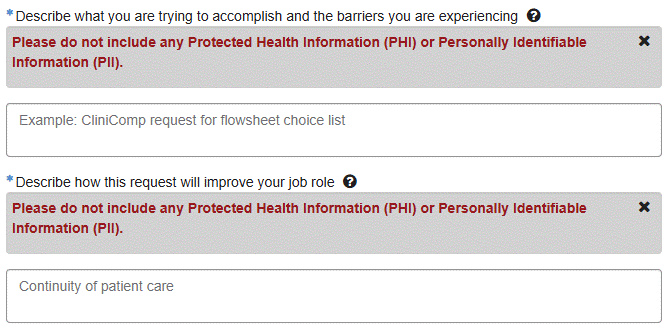 *Describe what you are trying to accomplish and the barriers you are experiencing ?
Please do not include any Protected Health Information (PHI) or Personally Identifiable
Information (PII).
Example: CliniComp request for flowsheet choice list
*Describe how this request will improve your job role ?
Please do not include any Protected Health Information (PHI) or Personally Identifiable
Information (PII).
Continuity of patient care